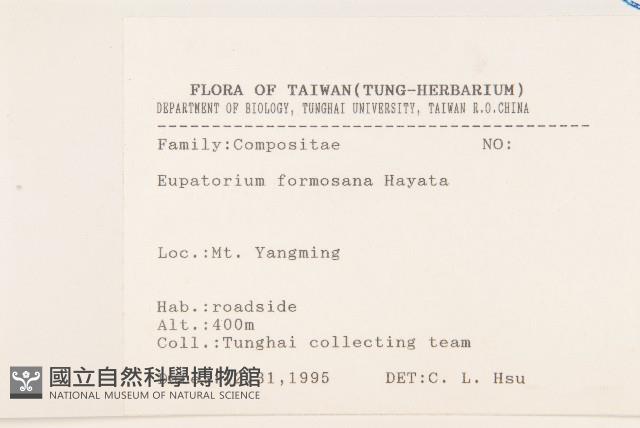 FLORA OF TAIWAN(TUNG-HERBARIUM)
DEPARTMENT OF BIOLOGY, TUNGHAI UNIVERSITY, TAIWAN R.O.CHINA
Family:Compositae NO:
Eupatorium formosana Hayata
Loc.:Mt. Yangming
Hab.:roadside
Alt.:400m
Coll.:Tunghai collecting team
31,1995 DET:C. L. Hsu
國立自然科學博物館
NATIONAL MUSEUM OF NATURAL SCIENCE